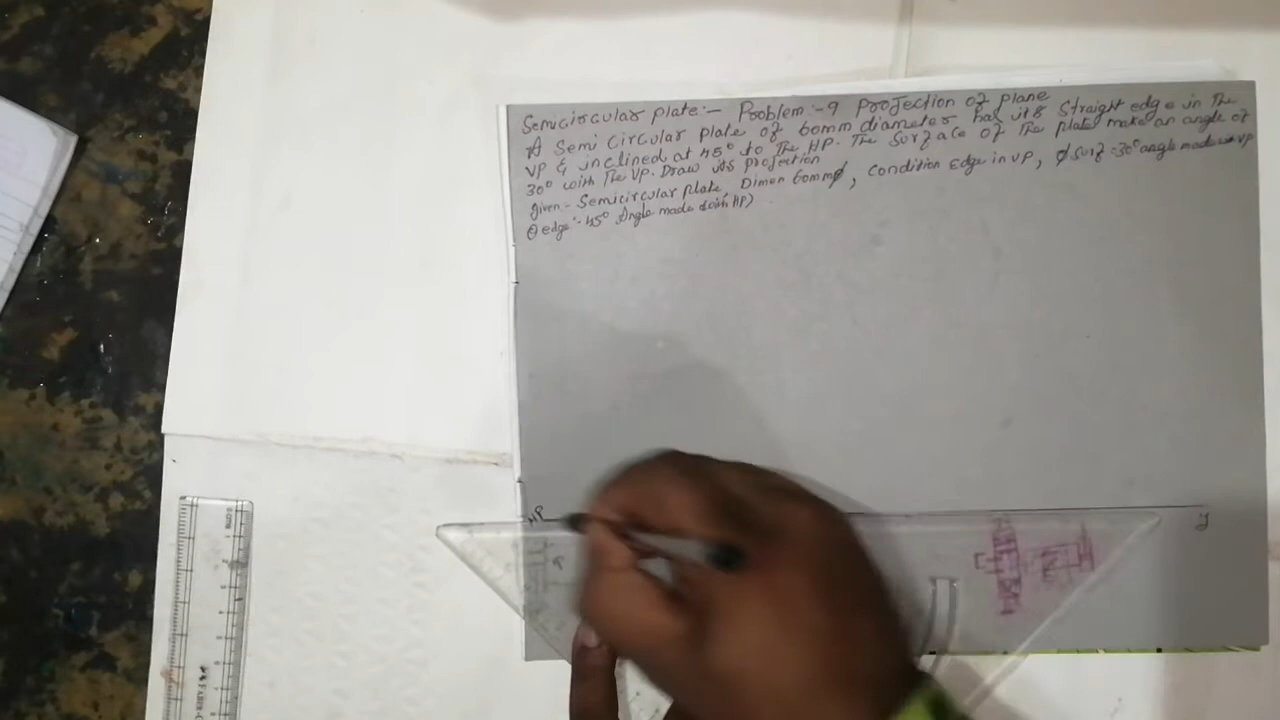 Semicircular plate:- Problem:-9 Projection of plane
A Semi Circular plate of 60mm diameter has its Straight edge in The
VP & inclined at 45° to The HP. The Surface of The plate make an angle of
30° with The VP. Draw its projection
given - Semicircular plate, Dimen 60mmϕ, condition Edge in VP, ϕ surf = 30° angle made with VP
θ edge:- 45° Angle made with HP)
HP
y